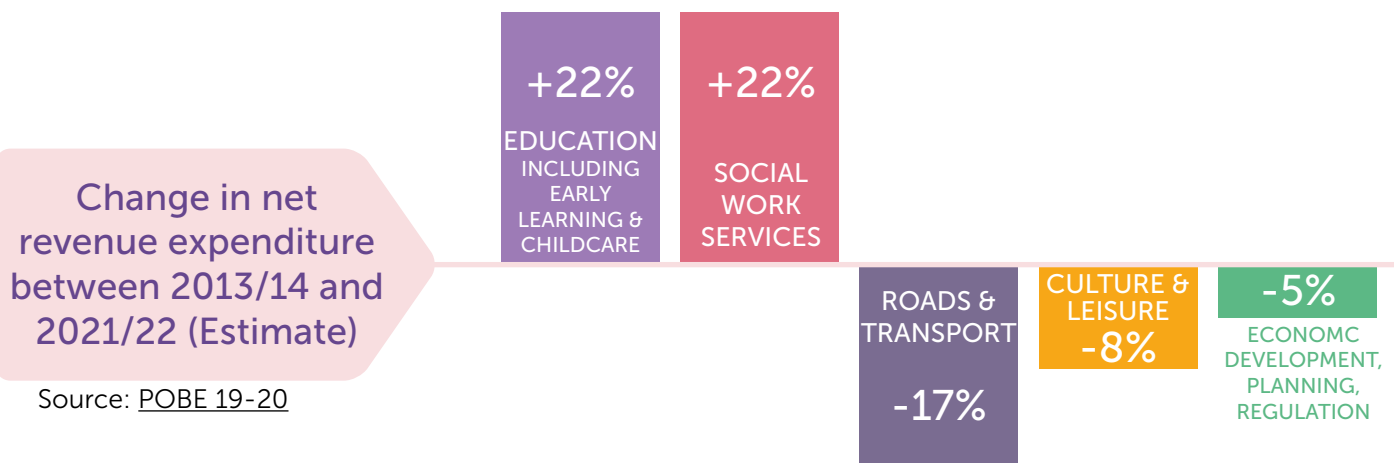 Change in net
revenue expenditure
between 2013/14 and
2021/22 (Estimate)
Source: POBE 19-20
+22%
EDUCATION
INCLUDING
EARLY
LEARNING &
CHILDCARE
+22%
SOCIAL
WORK
SERVICES
ROADS &
TRANSPORT
-17%
CULTURE &
LEISURE
-8%
-5%
ECONOMC
DEVELOPMENT,
PLANNING,
REGULATION